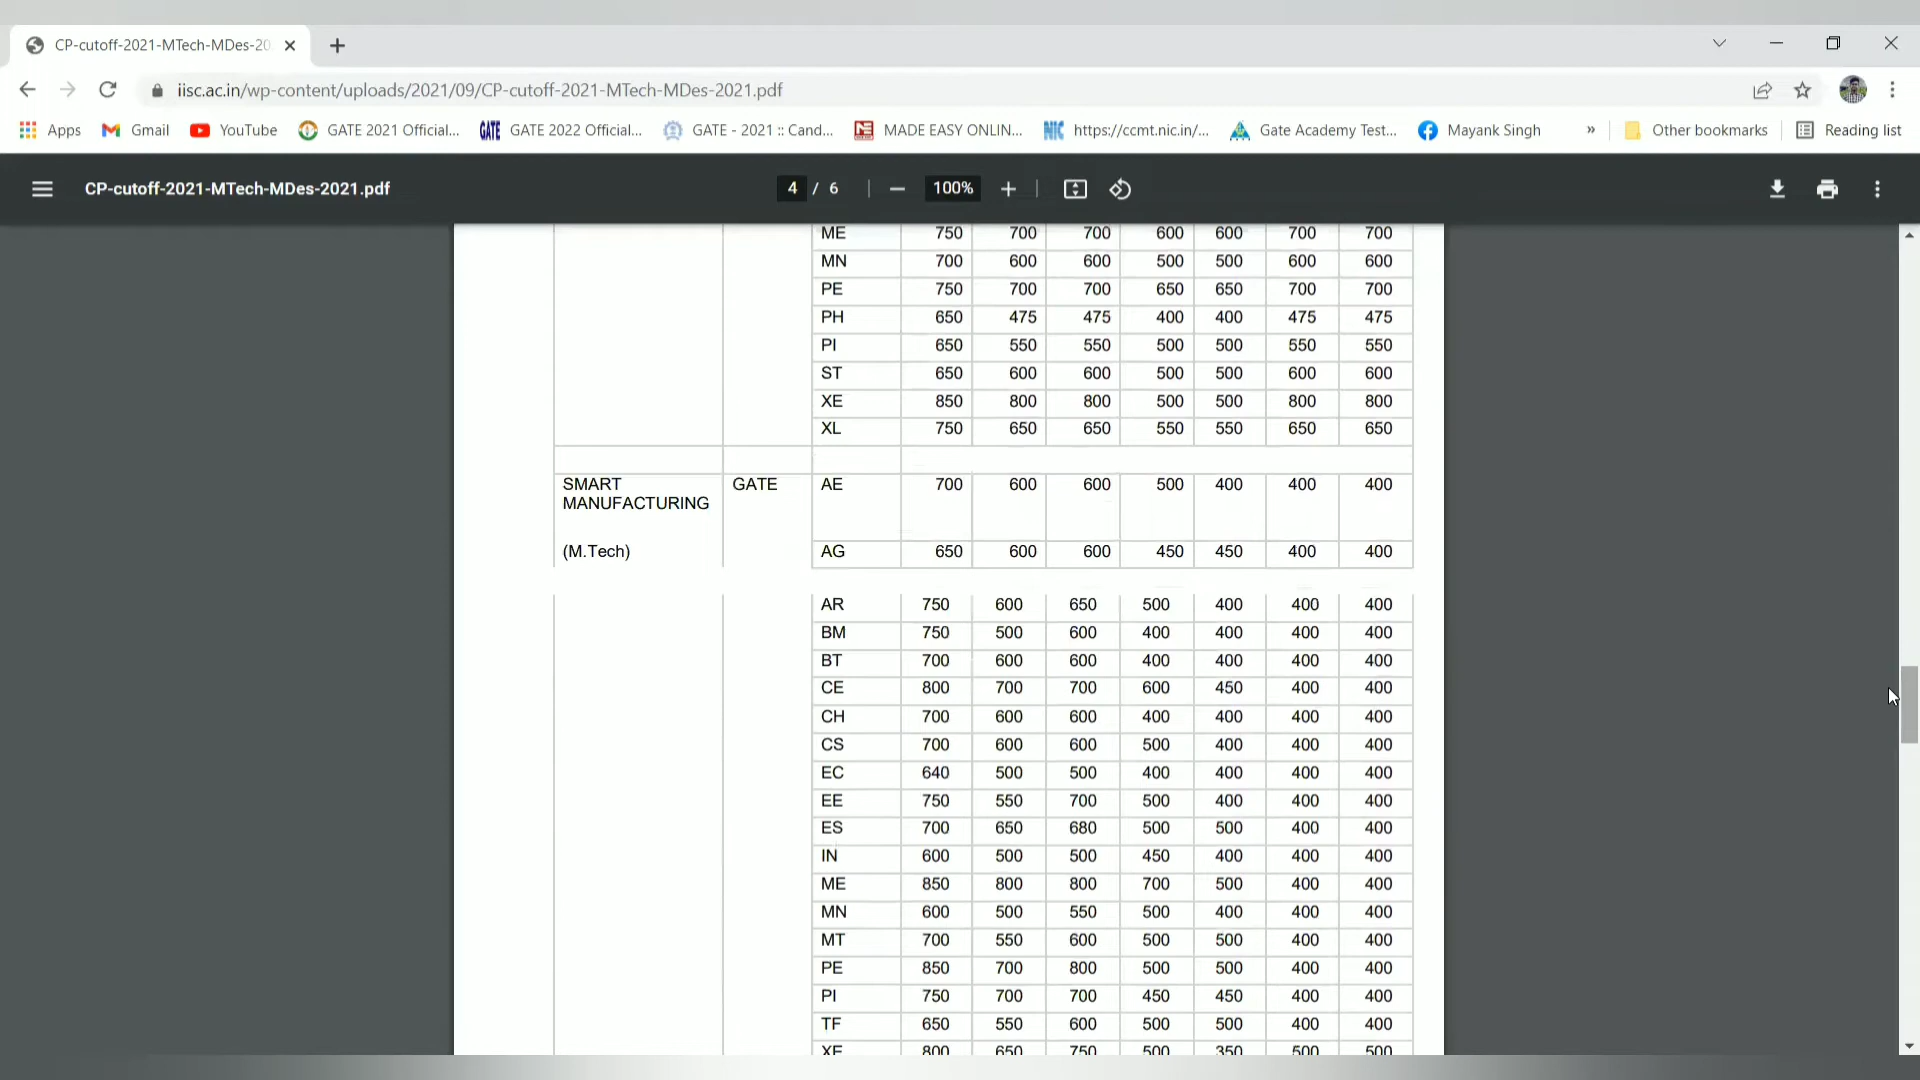 CP-cutoff-2021-MTech-MDes-20
iisc.ac.in/wp-content/uploads/2021/09/CP-cutoff-2021-MTech-MDes-2021.pdf
Apps Gmail YouTube GATE 2021 Official... GATE GATE 2022 Official... GATE - 2021 :: Cand... MADE EASY ONLIN... NIC https://ccmt.nic.in/... Gate Academy Test... Mayank Singh » Other bookmarks Reading list
CP-cutoff-2021-MTech-MDes-2021.pdf 4 / 6 100%
ME 750 700 700 600 600 700 700
MN 700 600 600 500 500 600 600
PE 750 700 700 650 650 700 700
PH 650 475 475 400 400 475 475
PI 650 550 550 500 500 550 550
ST 650 600 600 500 500 600 600
XE 850 800 800 500 500 800 800
XL 750 650 650 550 550 650 650
SMART GATE AE 700 600 600 500 400 400 400
MANUFACTURING
(M.Tech) AG 650 600 600 450 450 400 400
AR 750 600 650 500 400 400 400
BM 750 500 600 400 400 400 400
BT 700 600 600 400 400 400 400
CE 800 700 700 600 450 400 400
CH 700 600 600 400 400 400 400
CS 700 600 600 500 400 400 400
EC 640 500 500 400 400 400 400
EE 750 550 700 500 400 400 400
ES 700 650 680 500 500 400 400
IN 600 500 500 450 400 400 400
ME 850 800 800 700 500 400 400
MN 600 500 550 500 400 400 400
MT 700 550 600 500 500 400 400
PE 850 700 800 500 500 400 400
PI 750 700 700 450 450 400 400
TF 650 550 600 500 500 400 400
XE 800 650 750 500 350 500 500